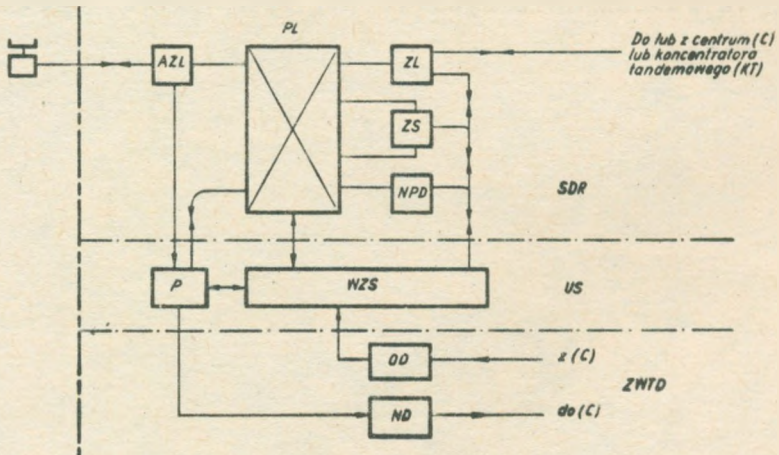 PL
AZL
ZL
Do lub z centrum (C)
lub koncentratora
tandemowego (KT)
ZS
NPD
SDR
P
WZS
US
OD
z (C)
ZWTD
ND
do (C)